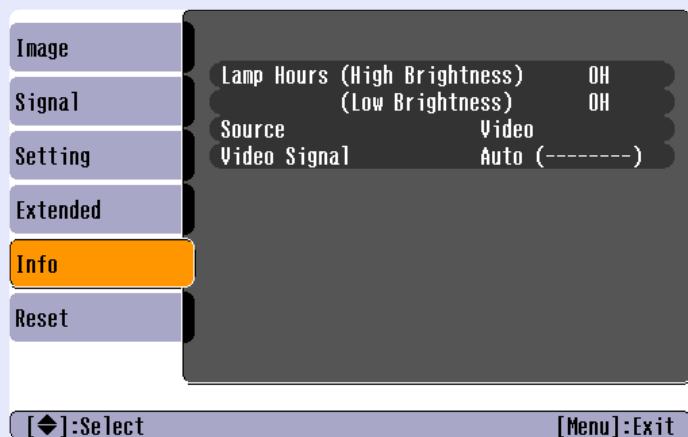 Image
Signal
Setting
Extended
Info
Reset
Lamp Hours (High Brightness) 0H
(Low Brightness) 0H
Source Video
Video Signal Auto (--------)
[◆]:Select [Menu]:Exit